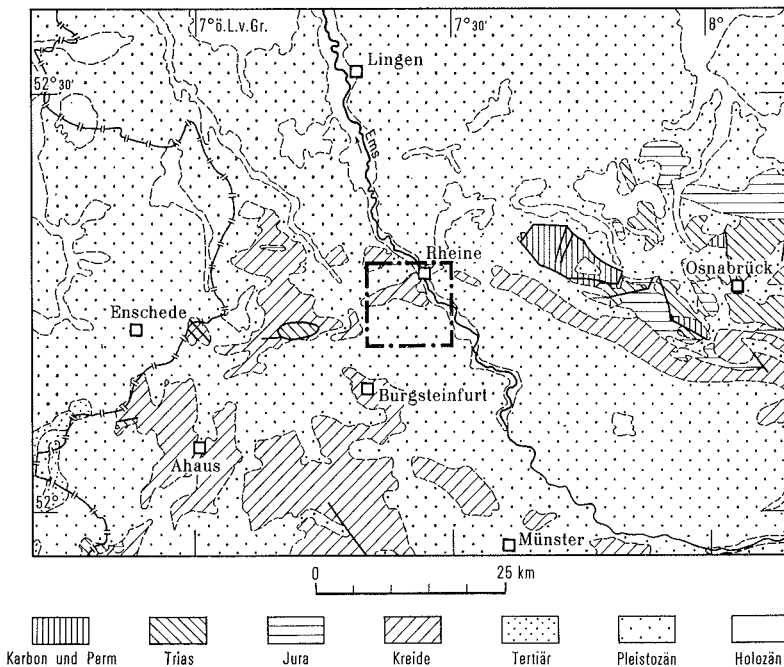 7°ö.L.v.Gr.
7°30'
8°
52°30'
Lingen
Ems
Rheine
Osnabrück
Enschede
Burgsteinfurt
Ahaus
52°
Münster
0 25 km
Karbon und Perm Trias Jura Kreide Tertiär Pleistozän Holozän